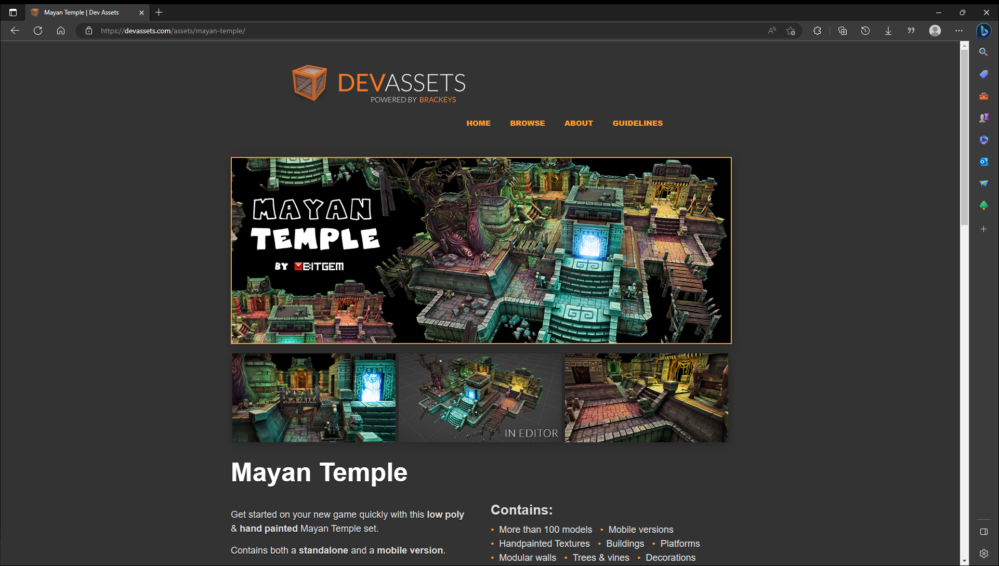 Mayan Temple | Dev Assets
https://devassets.com/assets/mayan-temple/
DEVASSETS
POWERED BY BRACKEYS
HOME BROWSE ABOUT GUIDELINES
MAYAN
TEMPLE
BY BITGEM
IN EDITOR
Mayan Temple
Get started on your new game quickly with this low poly
& hand painted Mayan Temple set.
Contains both a standalone and a mobile version.
Contains:
• More than 100 models • Mobile versions
• Handpainted Textures • Buildings • Platforms
• Modular walls • Trees & vines • Decorations